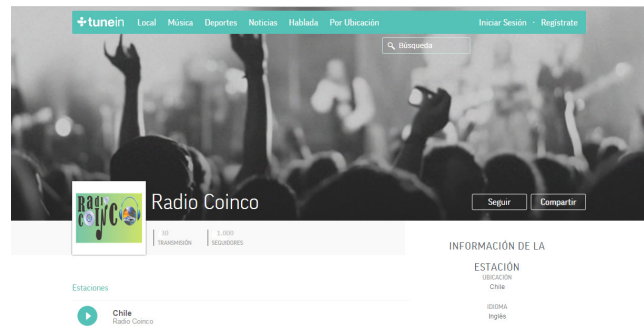 tunein Local Música Deportes Noticias Hablada Por Ubicación Iniciar Sesión · Regístrate
Búsqueda
Radio COINCO
Radio Coinco
Seguir Compartir
10 1.000
TRANSMISIÓN SEGUIDORES
INFORMACIÓN DE LA
ESTACIÓN
UBICACIÓN
Chile
IDIOMA
Inglés
Estaciones
Chile
Radio Coinco